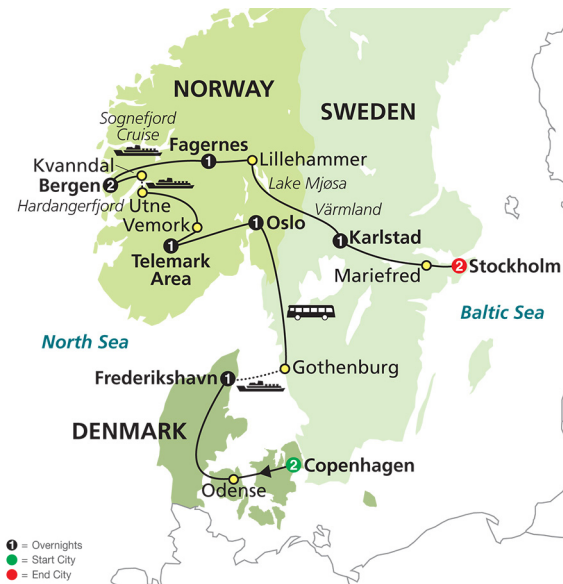 NORWAY
SWEDEN
Sognefjord
Cruise
Fagernes
1
Lillehammer
Kvanndal
Bergen 2
Lake Mjøsa
Hardangerfjord
Utne
Värmland
Vemork
1 Oslo
1 Karlstad
1
Telemark
Area
Mariefred
2 Stockholm
Baltic Sea
North Sea
Gothenburg
Frederikshavn 1
DENMARK
2 Copenhagen
Odense
1 = Overnights
= Start City
= End City